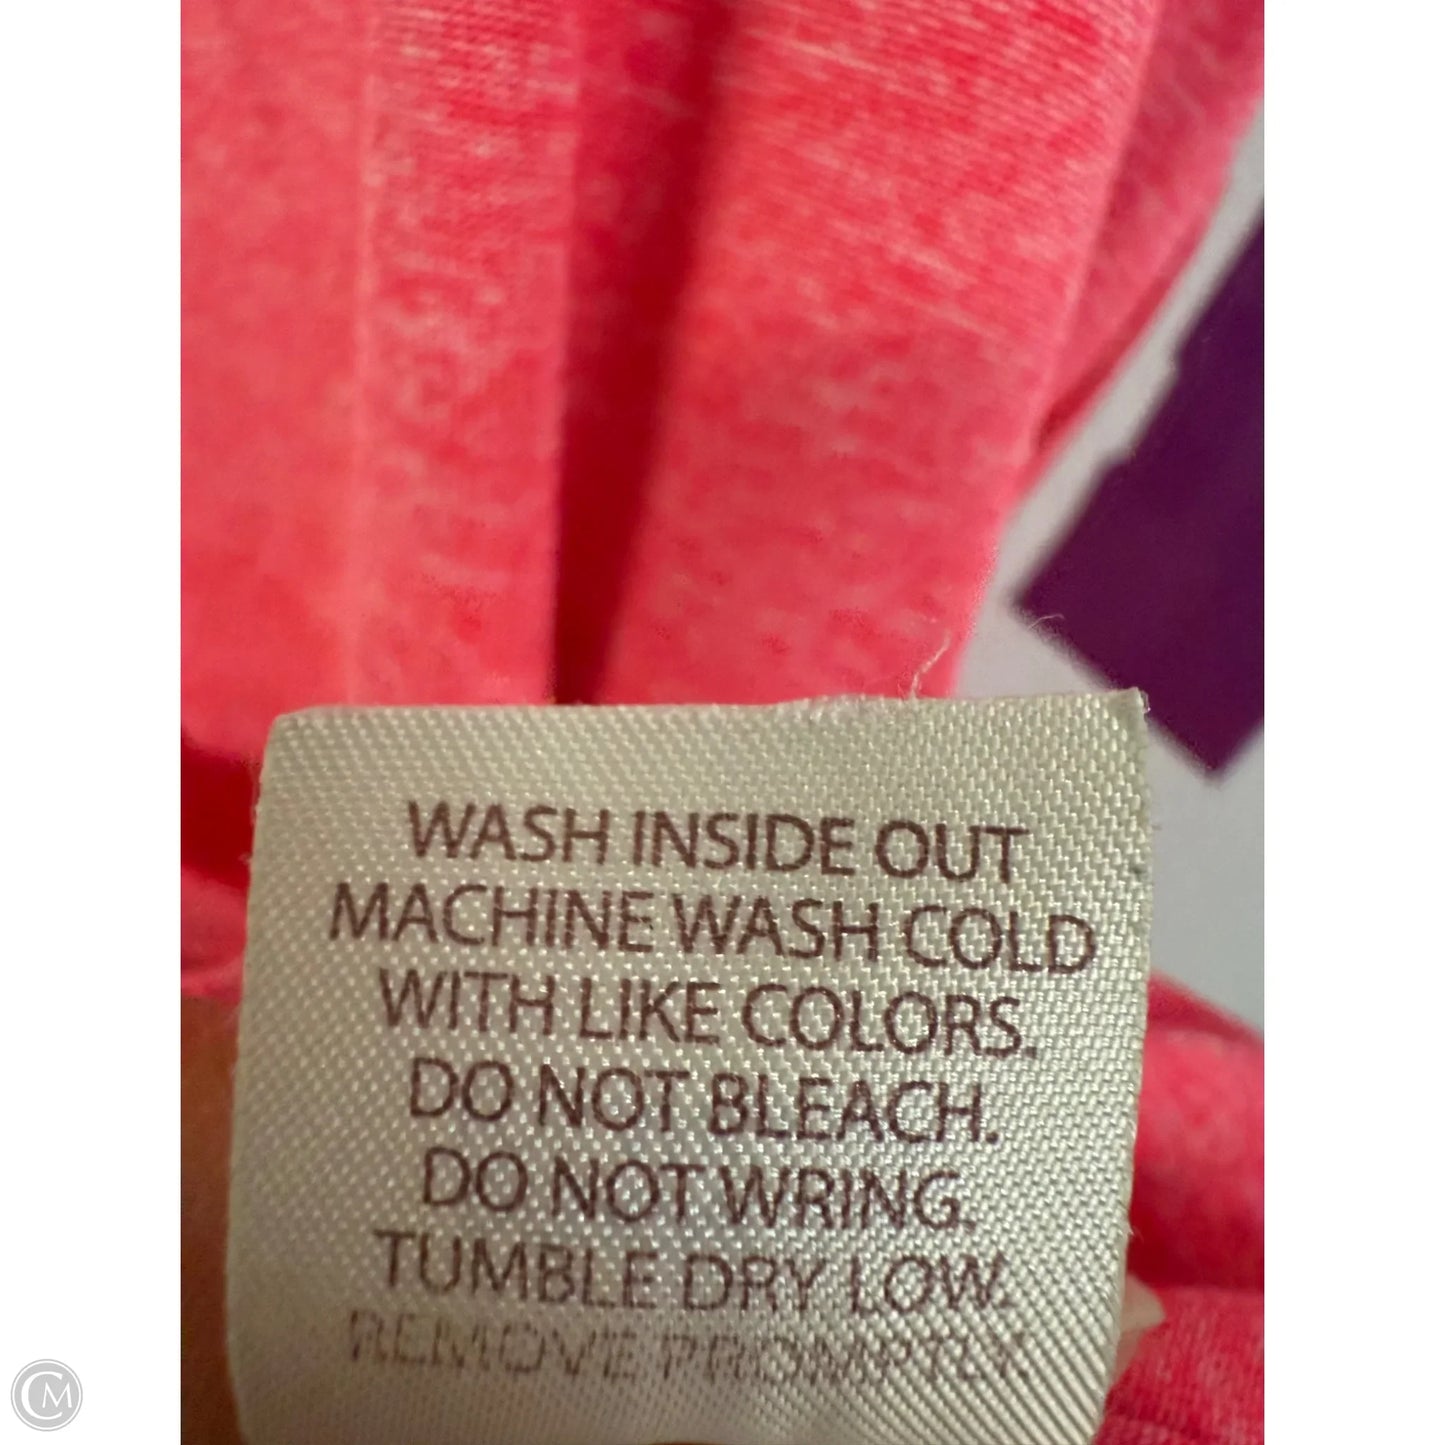 WASH INSIDE OUT
MACHINE WASH COLD
WITH LIKE COLORS.
DO NOT BLEACH.
DO NOT WRING.
TUMBLE DRY LOW.
REMOVE PROMPTLY.
CM